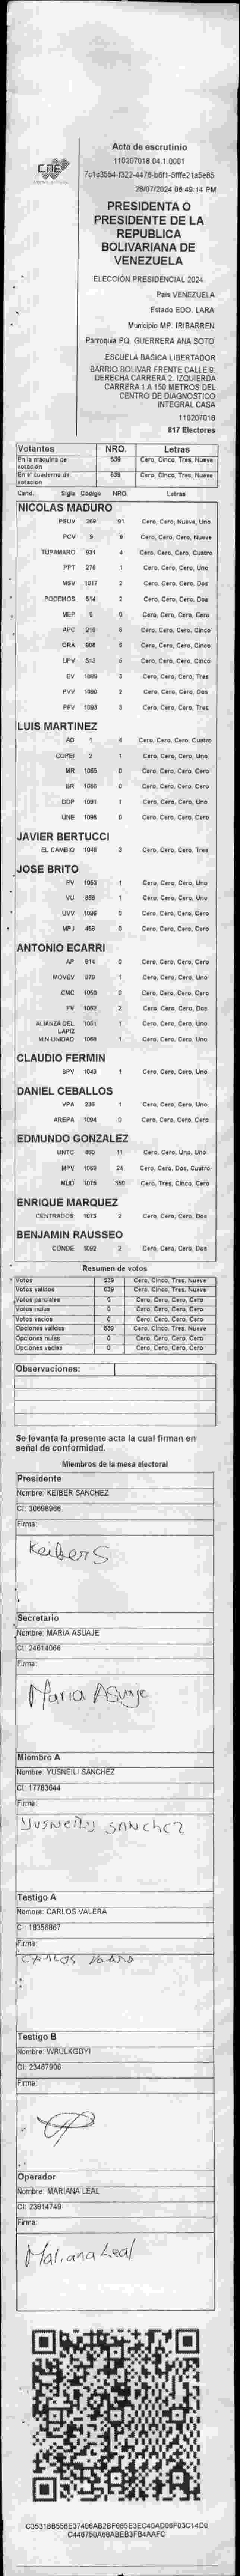 CNE
Acta de escrutinio
110207018.04.1.0001
7c1c3554-f322-4476-b6f1-5fffe21a5e85
28/07/2024 06:49:14 PM
PRESIDENTA O
PRESIDENTE DE LA
REPUBLICA
BOLIVARIANA DE
VENEZUELA
ELECCIÓN PRESIDENCIAL 2024
País VENEZUELA
Estado EDO. LARA
Municipio MP. IRIBARREN
Parroquia PQ. GUERRERA ANA SOTO
ESCUELA BASICA LIBERTADOR
BARRIO BOLIVAR FRENTE CALLE 9.
DERECHA CARRERA 2. IZQUIERDA
CARRERA 1 A 150 METROS DEL
CENTRO DE DIAGNOSTICO
INTEGRAL CASA
110207018
817 Electores
Votantes NRO. Letras
En la maquina de votación 539 Cero, Cinco, Tres, Nueve
En el cuaderno de votación 539 Cero, Cinco, Tres, Nueve
Cand. Sigla Código NRO. Letras
NICOLAS MADURO
PSUV 269 91 Cero, Cero, Nueve, Uno
PCV 9 9 Cero, Cero, Cero, Nueve
TUPAMARO 931 4 Cero, Cero, Cero, Cuatro
PPT 275 1 Cero, Cero, Cero, Uno
MSV 1017 2 Cero, Cero, Cero, Dos
PODEMOS 514 2 Cero, Cero, Cero, Dos
MEP 5 0 Cero, Cero, Cero, Cero
APC 219 5 Cero, Cero, Cero, Cinco
ORA 906 5 Cero, Cero, Cero, Cinco
UPV 513 5 Cero, Cero, Cero, Cinco
EV 1089 3 Cero, Cero, Cero, Tres
PVV 1090 2 Cero, Cero, Cero, Dos
PFV 1093 3 Cero, Cero, Cero, Tres
LUIS MARTINEZ
AD 1 4 Cero, Cero, Cero, Cuatro
COPEI 2 1 Cero, Cero, Cero, Uno
MR 1065 0 Cero, Cero, Cero, Cero
BR 1066 0 Cero, Cero, Cero, Cero
DDP 1091 1 Cero, Cero, Cero, Uno
UNE 1095 0 Cero, Cero, Cero, Cero
JAVIER BERTUCCI
EL CAMBIO 1045 3 Cero, Cero, Cero, Tres
JOSE BRITO
PV 1053 1 Cero, Cero, Cero, Uno
VU 958 1 Cero, Cero, Cero, Uno
UVV 1096 0 Cero, Cero, Cero, Cero
MPJ 458 0 Cero, Cero, Cero, Cero
ANTONIO ECARRI
AP 914 0 Cero, Cero, Cero, Cero
MOVEV 979 1 Cero, Cero, Cero, Uno
CMC 1050 0 Cero, Cero, Cero, Cero
FV 1062 2 Cero, Cero, Cero, Dos
ALIANZA DEL LAPIZ 1061 1 Cero, Cero, Cero, Uno
MIN UNIDAD 1069 1 Cero, Cero, Cero, Uno
CLAUDIO FERMIN
SPV 1049 1 Cero, Cero, Cero, Uno
DANIEL CEBALLOS
VPA 236 1 Cero, Cero, Cero, Uno
AREPA 1094 0 Cero, Cero, Cero, Cero
EDMUNDO GONZALEZ
UNTC 460 11 Cero, Cero, Uno, Uno
MPV 1069 24 Cero, Cero, Dos, Cuatro
MUD 1075 350 Cero, Tres, Cinco, Cero
ENRIQUE MARQUEZ
CENTRADOS 1073 2 Cero, Cero, Cero, Dos
BENJAMIN RAUSSEO
CONDE 1092 2 Cero, Cero, Cero, Dos
Resumen de votos
Votos 539 Cero, Cinco, Tres, Nueve
Votos validos 539 Cero, Cinco, Tres, Nueve
Votos parciales 0 Cero, Cero, Cero, Cero
Votos nulos 0 Cero, Cero, Cero, Cero
Votos vacios 0 Cero, Cero, Cero, Cero
Opciones validas 539 Cero, Cinco, Tres, Nueve
Opciones nulas 0 Cero, Cero, Cero, Cero
Opciones vacias 0 Cero, Cero, Cero, Cero
Observaciones:
Se levanta la presente acta la cual firman en
señal de conformidad.
Miembros de la mesa electoral
Presidente
Nombre: KEIBER SANCHEZ
CI: 30698966
Firma:
Keiber S
Secretario
Nombre: MARIA ASUAJE
CI: 24614066
Firma:
Maria Asuaje
Miembro A
Nombre: YUSNEILI SANCHEZ
CI: 17783644
Firma:
Yusneily Sanchez
Testigo A
Nombre: CARLOS VALERA
CI: 18356867
Firma:
Carlos Valera
Testigo B
Nombre: WRULKGDYI
CI: 23467906
Firma:
Operador
Nombre: MARIANA LEAL
CI: 23814749
Firma:
Mariana Leal
C35318B556E37406AB2BF665E3EC40AD06F03C14D0
C446750A68ABEB3FB4AAFC